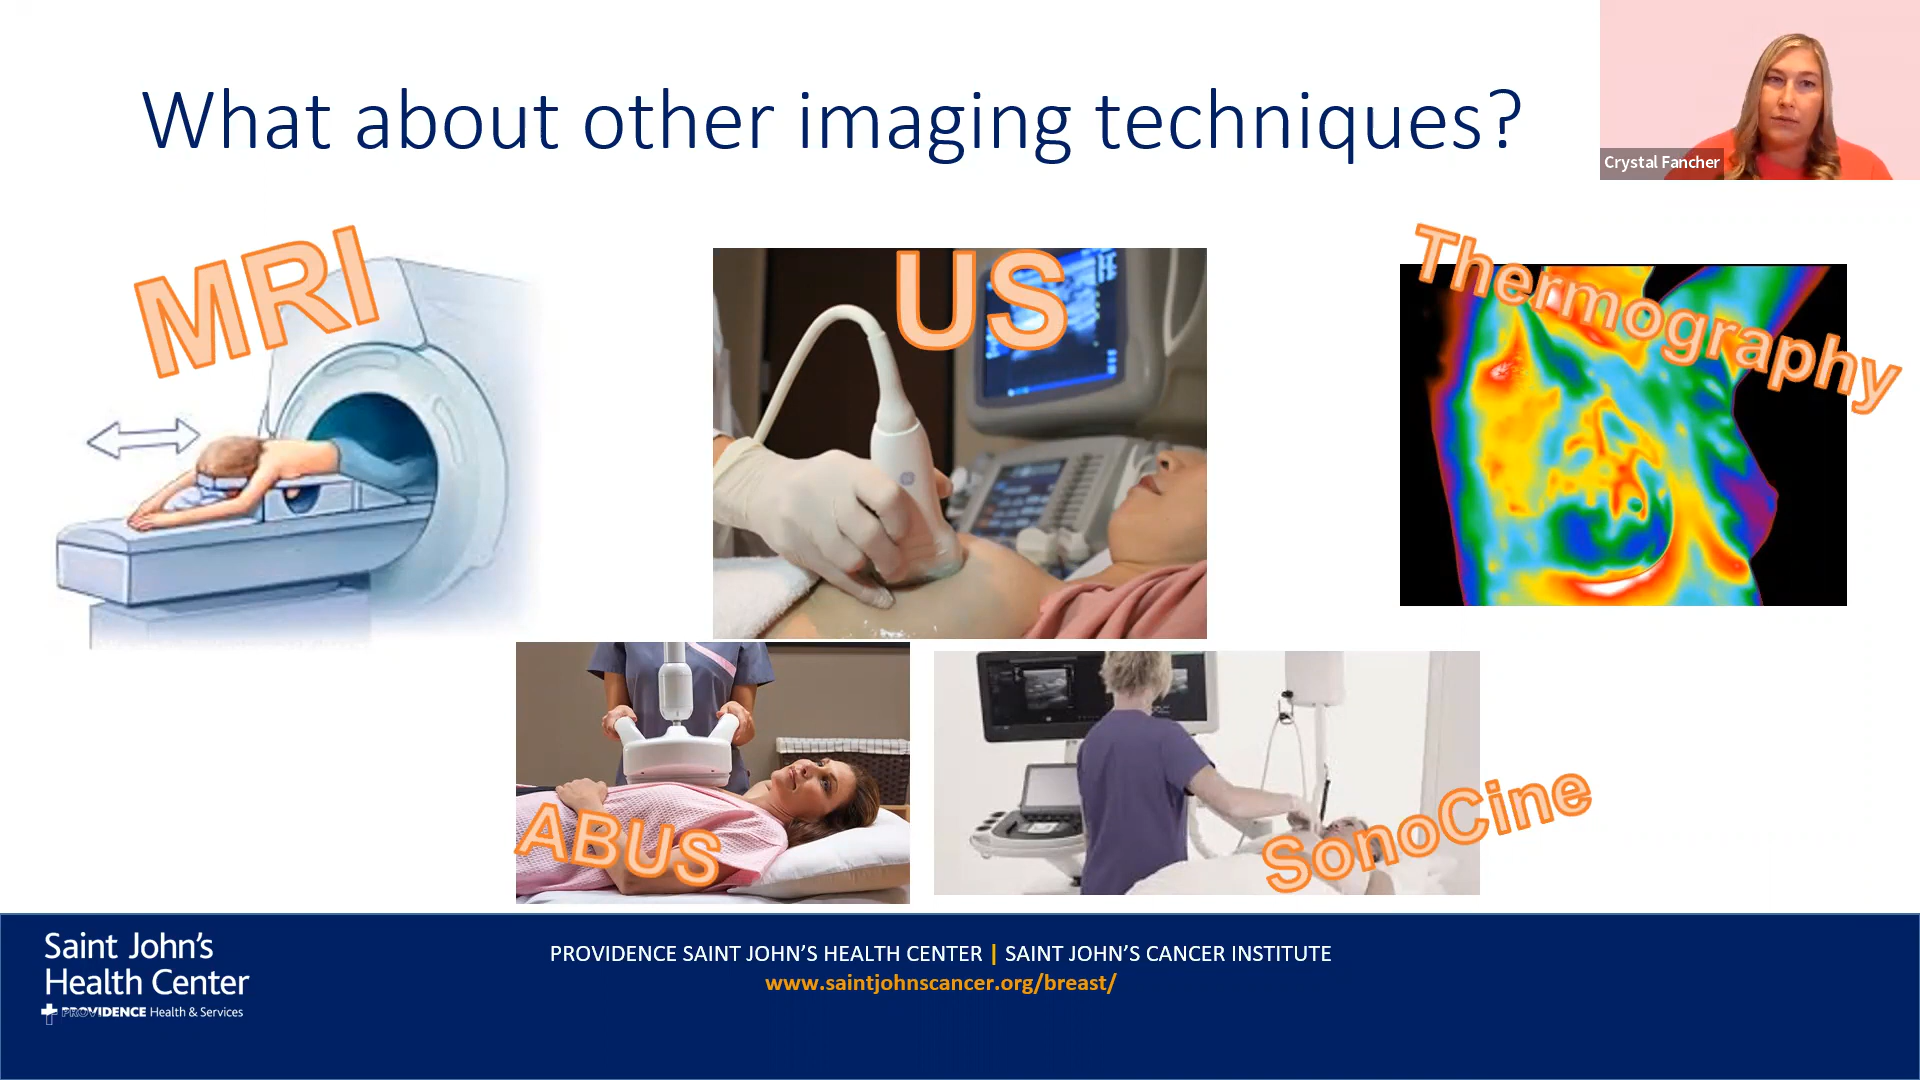 What about other imaging techniques?
Crystal Fancher
MRI
US
Thermography
ABUS
SonoCine
Saint John's
Health Center
PROVIDENCE Health & Services
PROVIDENCE SAINT JOHN'S HEALTH CENTER | SAINT JOHN'S CANCER INSTITUTE
www.saintjohnscancer.org/breast/